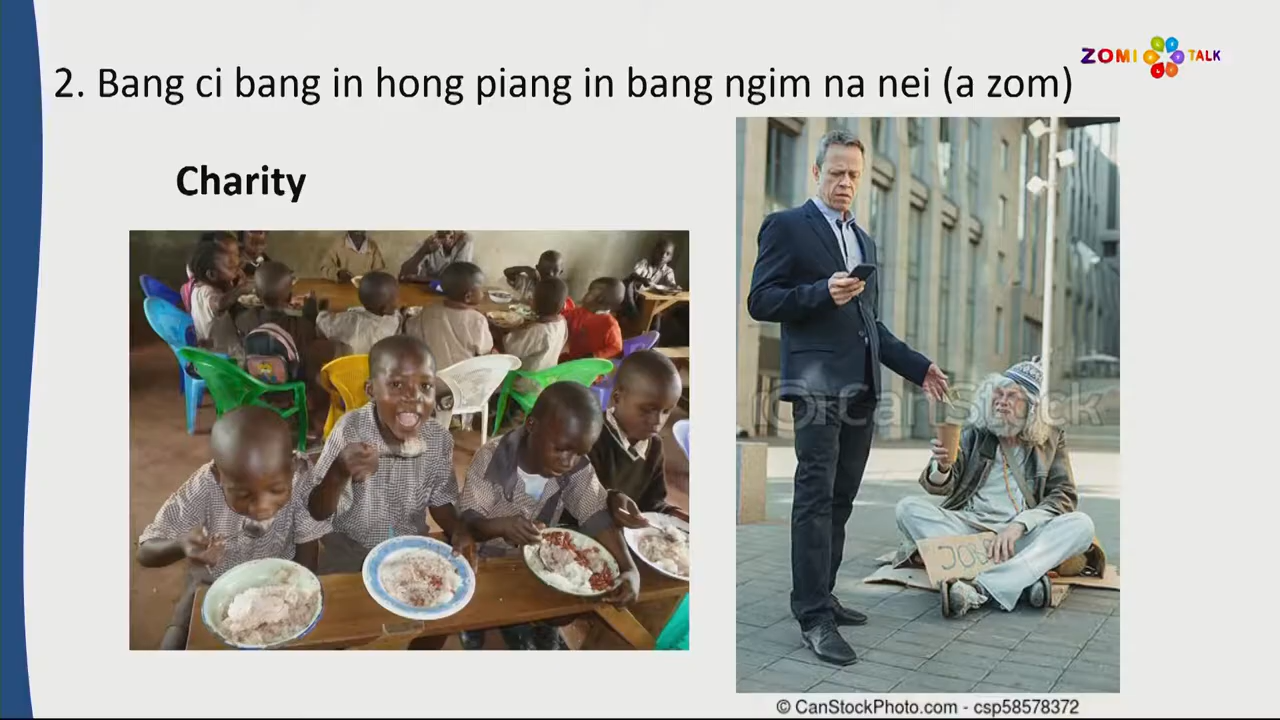 ZOMI TALK
2. Bang ci bang in hong piang in bang ngim na nei (a zom)
Charity
CanStock
© CanStockPhoto.com - csp58578372